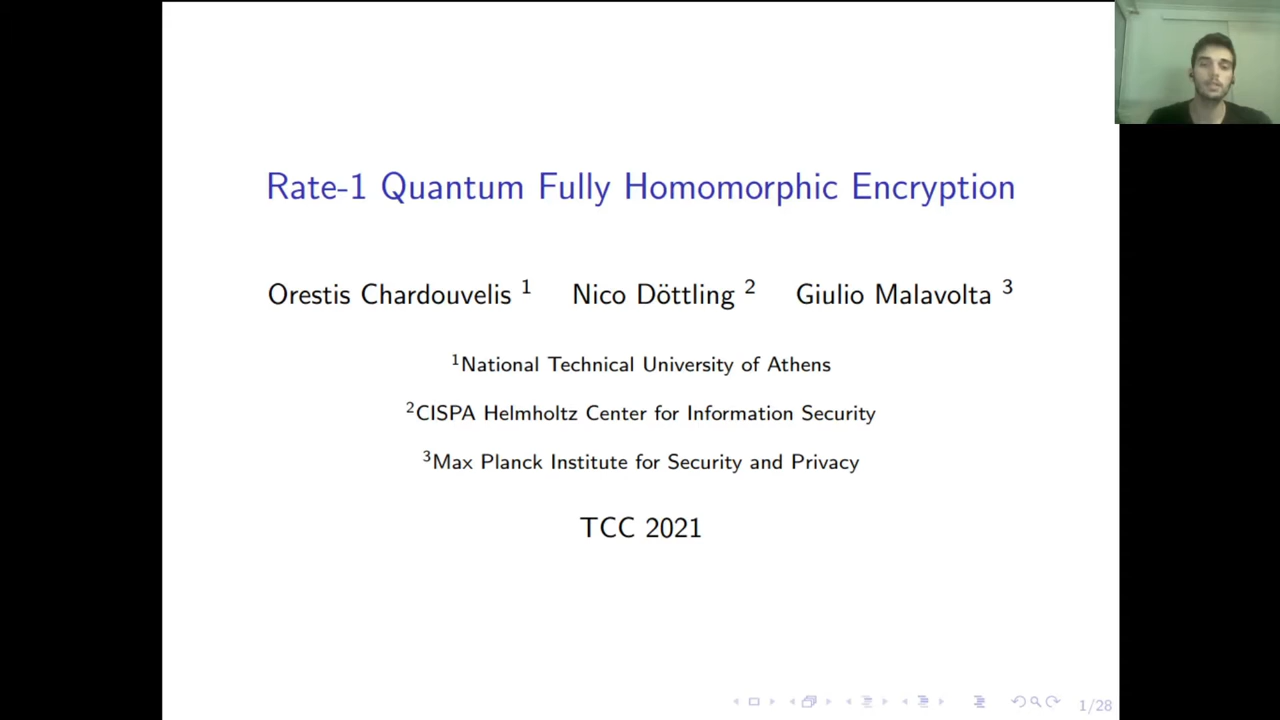 Rate-1 Quantum Fully Homomorphic Encryption
Orestis Chardouvelis ¹ Nico Döttling ² Giulio Malavolta ³
¹National Technical University of Athens
²CISPA Helmholtz Center for Information Security
³Max Planck Institute for Security and Privacy
TCC 2021
1/28